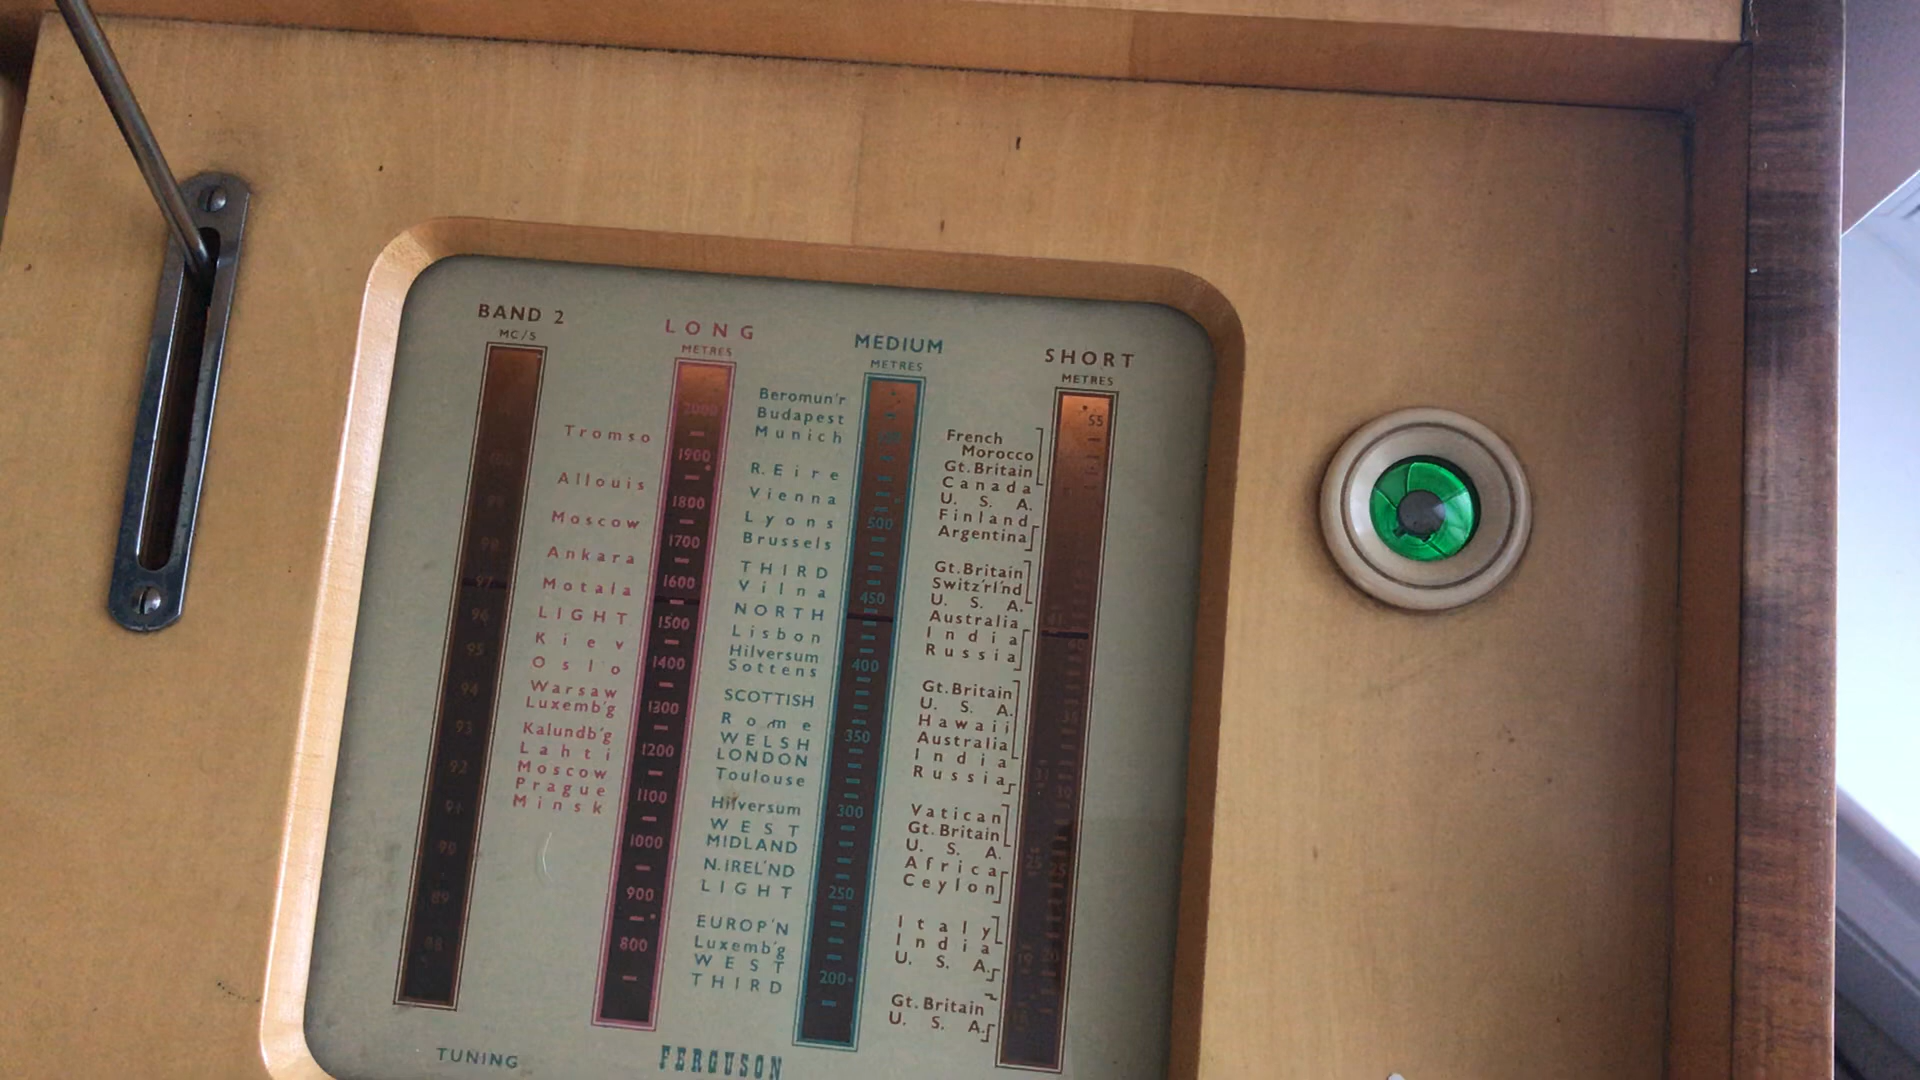 BAND 2
MC/S
97
96
95
94
93
92
91
90
89
88
LONG
METRES
2000
1900
1800
1700
1600
1500
1400
1300
1200
1100
1000
900
800
Tromso
Allouis
Moscow
Ankara
Motala
LIGHT
Kiev
Oslo
Warsaw
Luxemb'g
Kalundb'g
Lahti
Moscow
Prague
Minsk
MEDIUM
METRES
Beromun'r
Budapest
Munich
R.Eire
Vienna
Lyons
Brussels
THIRD
Vilna
NORTH
Lisbon
Hilversum
Sottens
SCOTTISH
Rome
WELSH
LONDON
Toulouse
Hilversum
WEST
MIDLAND
N.IREL'ND
LIGHT
EUROP'N
Luxemb'g
WEST
THIRD
500
450
400
350
300
250
200
SHORT
METRES
French
Morocco
Gt.Britain
Canada
U. S. A.
Finland
Argentina
Gt.Britain
Switz'rl'nd
U. S. A.
Australia
India
Russia
Gt.Britain
U. S. A.
Hawaii
Australia
India
Russia
Vatican
Gt.Britain
U. S. A.
Africa
Ceylon
Italy
India
U. S. A.
Gt.Britain
U. S. A.
55
TUNING
FERGUSON